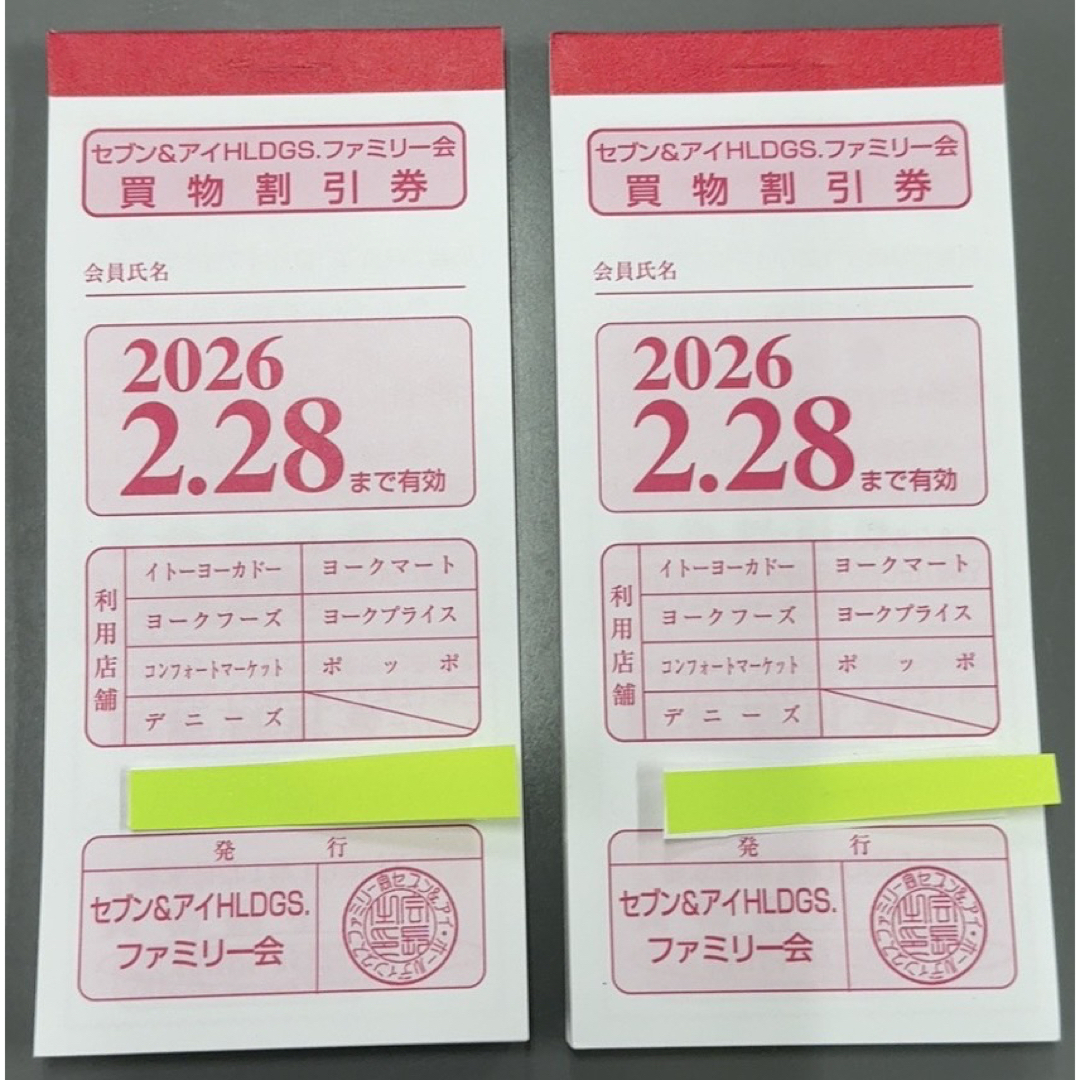 セブン&アイHLDGS.ファミリー会
買物割引券
会員氏名
2026
2.28まで有効
利用店舗
イトーヨーカドー ヨークマート
ヨークフーズ ヨークプライス
コンフォートマーケット ポッポ
デニーズ
発行
セブン&アイHLDGS.
ファミリー会
セブン&アイHLDGS.ファミリー会
買物割引券
会員氏名
2026
2.28まで有効
利用店舗
イトーヨーカドー ヨークマート
ヨークフーズ ヨークプライス
コンフォートマーケット ポッポ
デニーズ
発行
セブン&アイHLDGS.
ファミリー会